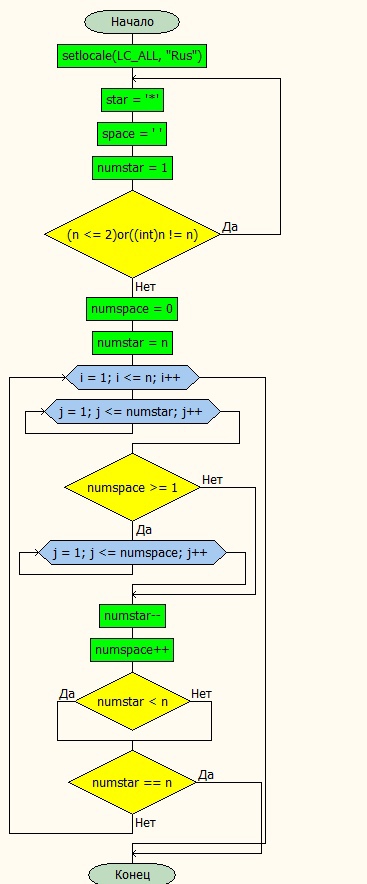 Начало
setlocale(LC_ALL, "Rus")
star = '*'
space = ' '
numstar = 1
(n <= 2)or((int)n != n)
Да
Нет
numspace = 0
numstar = n
i = 1; i <= n; i++
j = 1; j <= numstar; j++
numspace >= 1
Нет
Да
j = 1; j <= numspace; j++
numstar--
numspace++
Да
numstar < n
Нет
numstar == n
Да
Нет
Конец